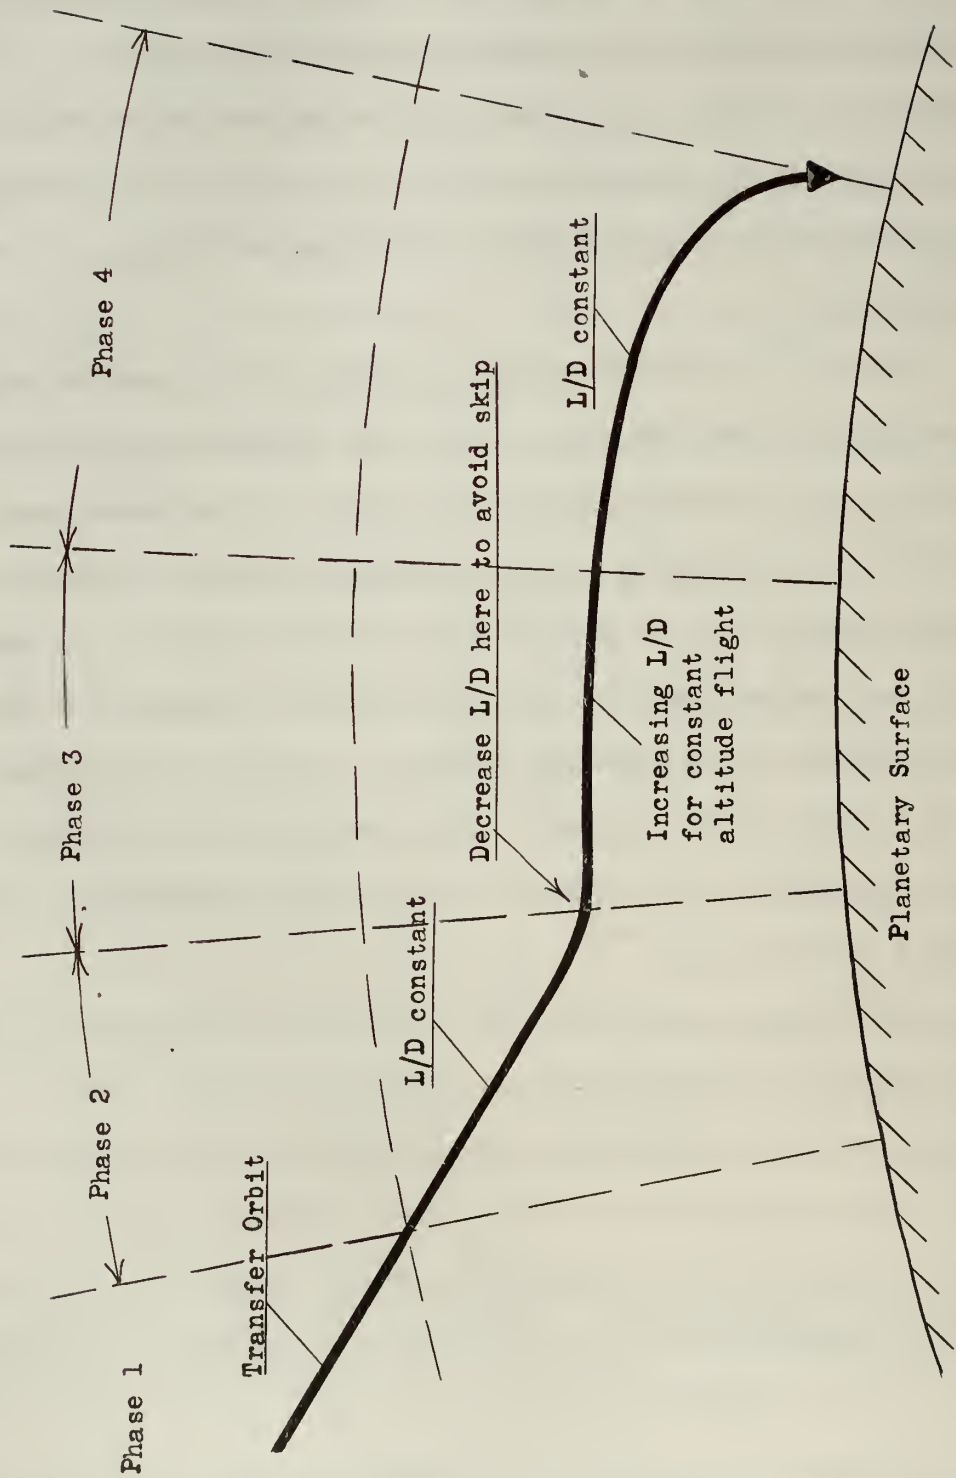 Phase 1
Phase 2
Phase 3
Phase 4
Transfer Orbit
L/D constant
Decrease L/D here to avoid skip
Increasing L/D
for constant
altitude flight
L/D constant
Planetary Surface